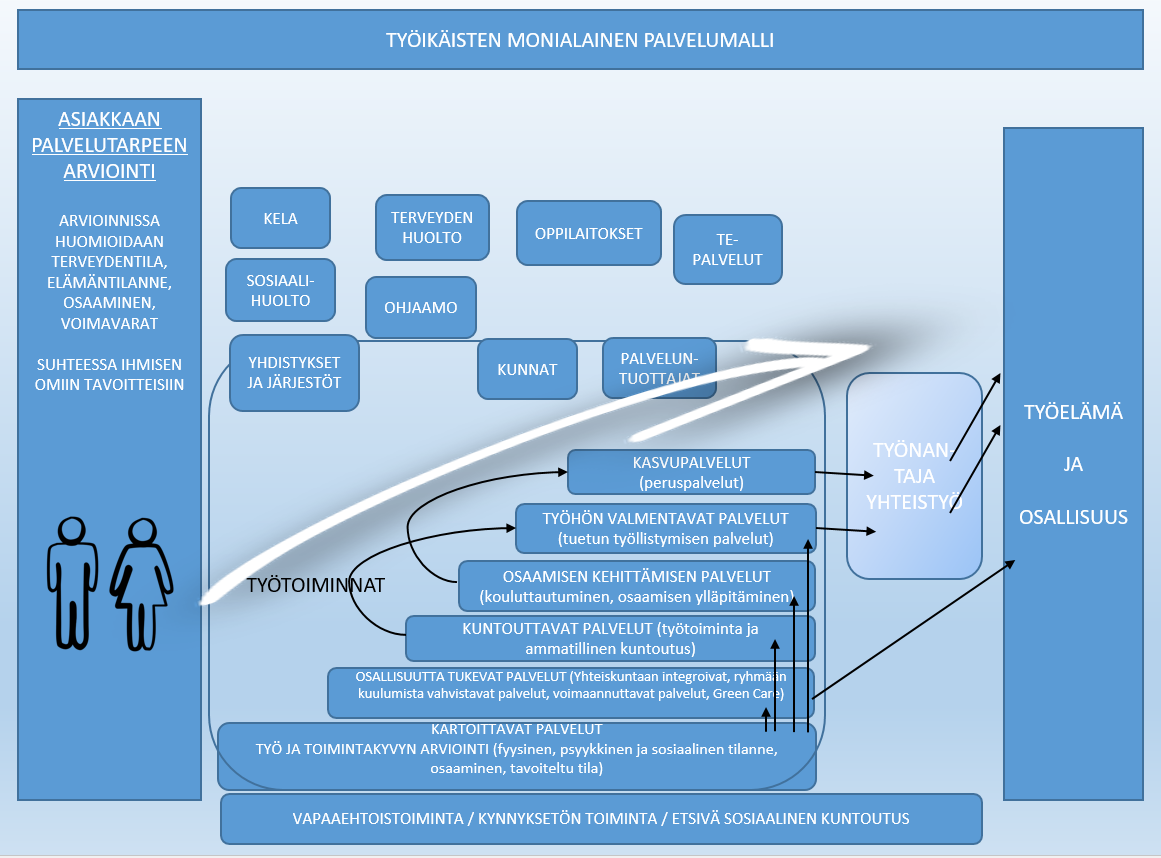 TYÖIKÄISTEN MONIALAINEN PALVELUMALLI
ASIAKKAAN
PALVELUTARPEEN
ARVIOINTI
ARVIOINNISSA
HUOMIOIDAAN
TERVEYDENTILA,
ELÄMÄNTILANNE,
OSAAMINEN,
VOIMAVARAT
SUHTEESSA IHMISEN
OMIIN TAVOITTEISIIN
KELA
TERVEYDEN
HUOLTO
OPPILAITOKSET
TE-
PALVELUT
SOSIAALI-
HUOLTO
OHJAAMO
YHDISTYKSET
JA JÄRJESTÖT
KUNNAT
PALVELUN-
TUOTTAJAT
KASVUPALVELUT
(peruspalvelut)
TYÖHÖN VALMENTAVAT PALVELUT
(tuetun työllistymisen palvelut)
TYÖTOIMINNAT
OSAAMISEN KEHITTÄMISEN PALVELUT
(kouluttautuminen, osaamisen ylläpitäminen)
KUNTOUTTAVAT PALVELUT (työtoiminta ja
ammatillinen kuntoutus)
OSALLISUUTTA TUKEVAT PALVELUT (Yhteiskuntaan integroivat, ryhmään
kuulumista vahvistavat palvelut, voimaannuttavat palvelut, Green Care)
KARTOITTAVAT PALVELUT
TYÖ JA TOIMINTAKYVYN ARVIOINTI (fyysinen, psyykkinen ja sosiaalinen tilanne,
osaaminen, tavoiteltu tila)
VAPAAEHTOISTOIMINTA / KYNNYKSETÖN TOIMINTA / ETSIVÄ SOSIAALINEN KUNTOUTUS
TYÖNAN-
TAJA
YHTEISTYÖ
TYÖELÄMÄ
JA
OSALLISUUS